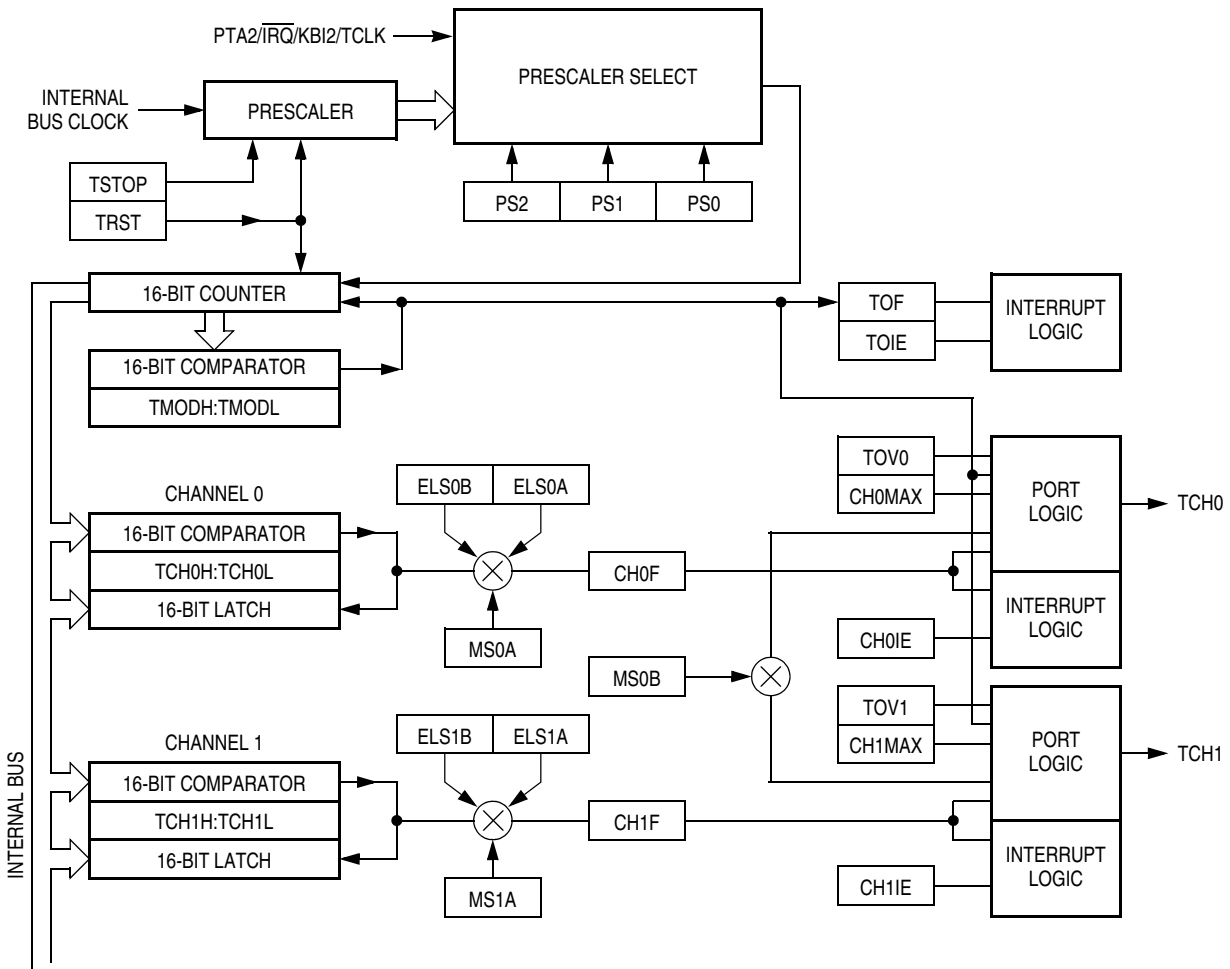 PTA2/IRQ/KBI2/TCLK
PRESCALER SELECT
INTERNAL
BUS CLOCK
PRESCALER
TSTOP
TRST
PS2
PS1
PS0
16-BIT COUNTER
TOF
TOIE
INTERRUPT
LOGIC
16-BIT COMPARATOR
TMODH:TMODL
CHANNEL 0
16-BIT COMPARATOR
TCH0H:TCH0L
16-BIT LATCH
ELS0B
ELS0A
MS0A
CH0F
TOV0
CH0MAX
PORT
LOGIC
TCH0
INTERRUPT
LOGIC
CH0IE
MS0B
CHANNEL 1
16-BIT COMPARATOR
TCH1H:TCH1L
16-BIT LATCH
ELS1B
ELS1A
MS1A
CH1F
TOV1
CH1MAX
PORT
LOGIC
TCH1
INTERRUPT
LOGIC
CH1IE
INTERNAL BUS